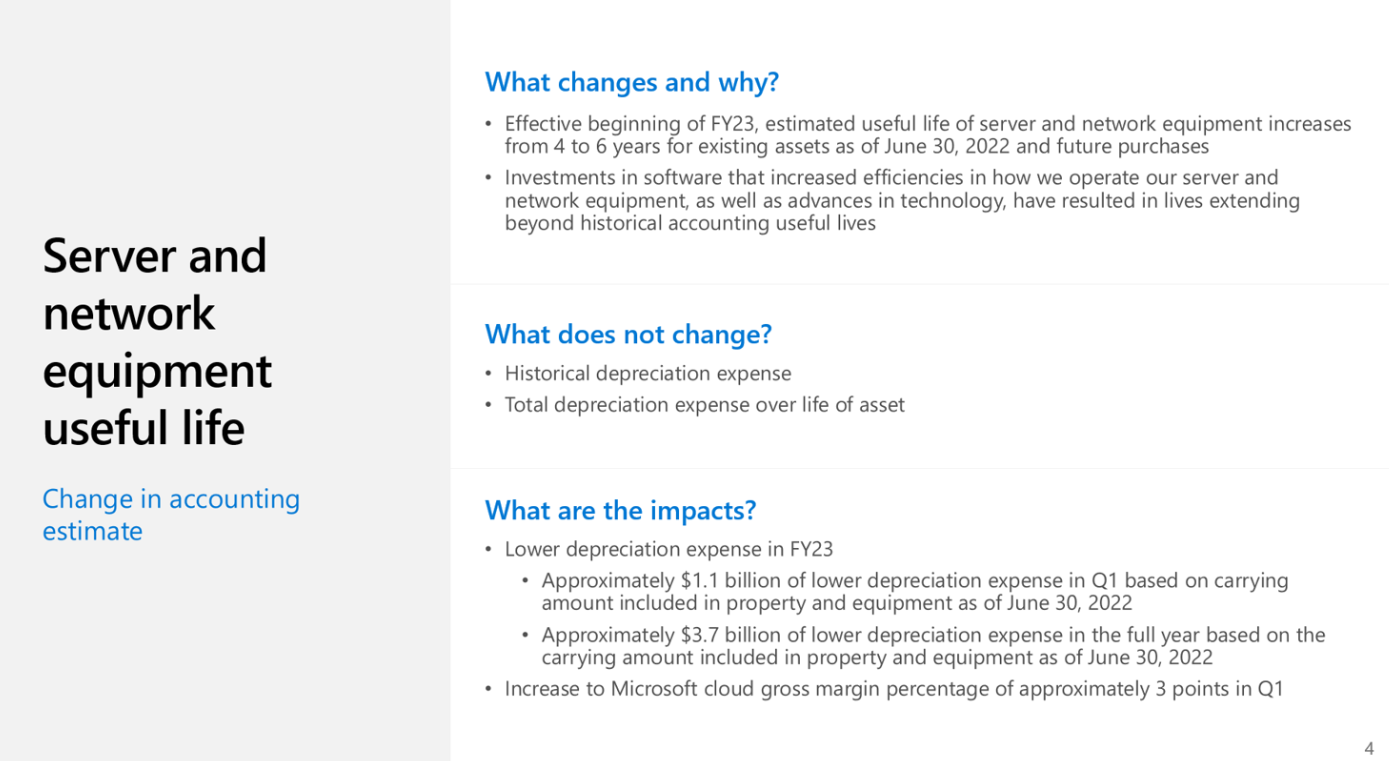 Server and
network
equipment
useful life
Change in accounting
estimate
What changes and why?
• Effective beginning of FY23, estimated useful life of server and network equipment increases
from 4 to 6 years for existing assets as of June 30, 2022 and future purchases
• Investments in software that increased efficiencies in how we operate our server and
network equipment, as well as advances in technology, have resulted in lives extending
beyond historical accounting useful lives
What does not change?
• Historical depreciation expense
• Total depreciation expense over life of asset
What are the impacts?
• Lower depreciation expense in FY23
• Approximately $1.1 billion of lower depreciation expense in Q1 based on carrying
amount included in property and equipment as of June 30, 2022
• Approximately $3.7 billion of lower depreciation expense in the full year based on the
carrying amount included in property and equipment as of June 30, 2022
• Increase to Microsoft cloud gross margin percentage of approximately 3 points in Q1
4